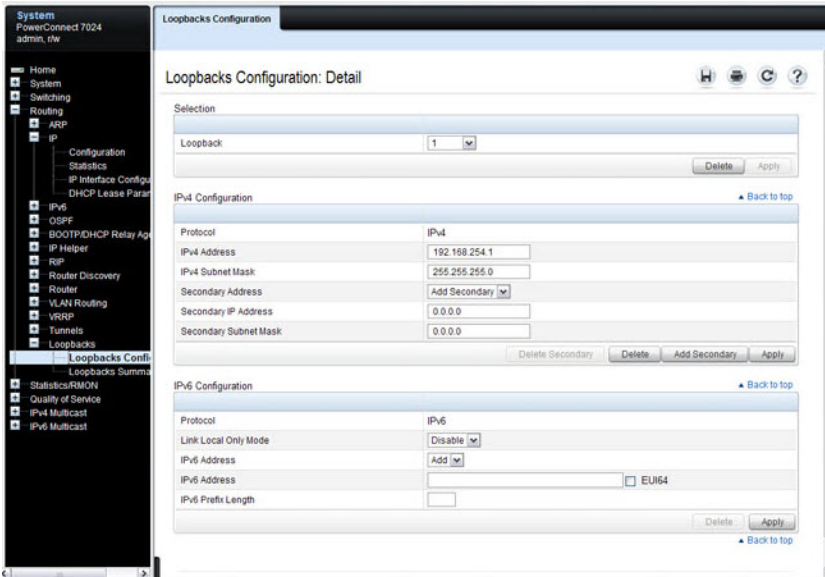 System
PowerConnect 7024
admin, r/w
Home
System
Switching
Routing
ARP
IP
Configuration
Statistics
IP Interface Configu
DHCP Lease Paran
IPv6
OSPF
BOOTP/DHCP Relay Age
IP Helper
RIP
Router Discovery
Router
VLAN Routing
VRRP
Tunnels
Loopbacks
Loopbacks Confi
Loopbacks Summa
Statistics/RMON
Quality of Service
IPv4 Multicast
IPv6 Multicast
Loopbacks Configuration
Loopbacks Configuration: Detail
?
Selection
Loopback 1
Delete Apply
IPv4 Configuration Back to top
Protocol IPv4
IPv4 Address 192.168.254.1
IPv4 Subnet Mask 255.255.255.0
Secondary Address Add Secondary
Secondary IP Address 0.0.0.0
Secondary Subnet Mask 0.0.0.0
Delete Secondary Delete Add Secondary Apply
IPv6 Configuration Back to top
Protocol IPv6
Link Local Only Mode Disable
IPv6 Address Add
IPv6 Address EUI64
IPv6 Prefix Length
Delete Apply
Back to top